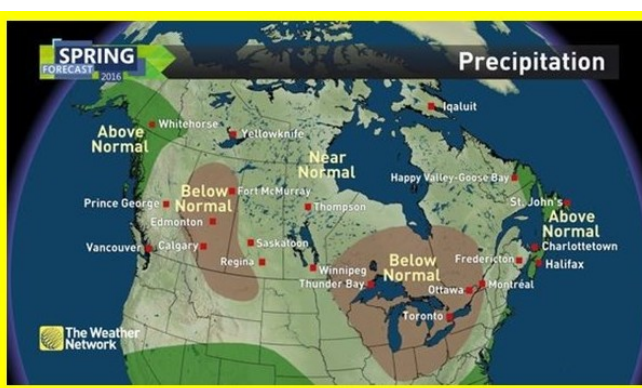 SPRING
FORECAST 2016
Precipitation
Iqaluit
Above
Normal
Whitehorse
Yellowknife
Near
Normal
Happy Valley-Goose Bay
Below
Normal
Fort McMurray
Prince George
Thompson
St. John's
Edmonton
Above
Normal
Vancouver
Calgary
Saskatoon
Below
Normal
Charlottetown
Fredericton
Regina
Winnipeg
Halifax
Thunder Bay
Ottawa
Montréal
Toronto
The Weather
Network